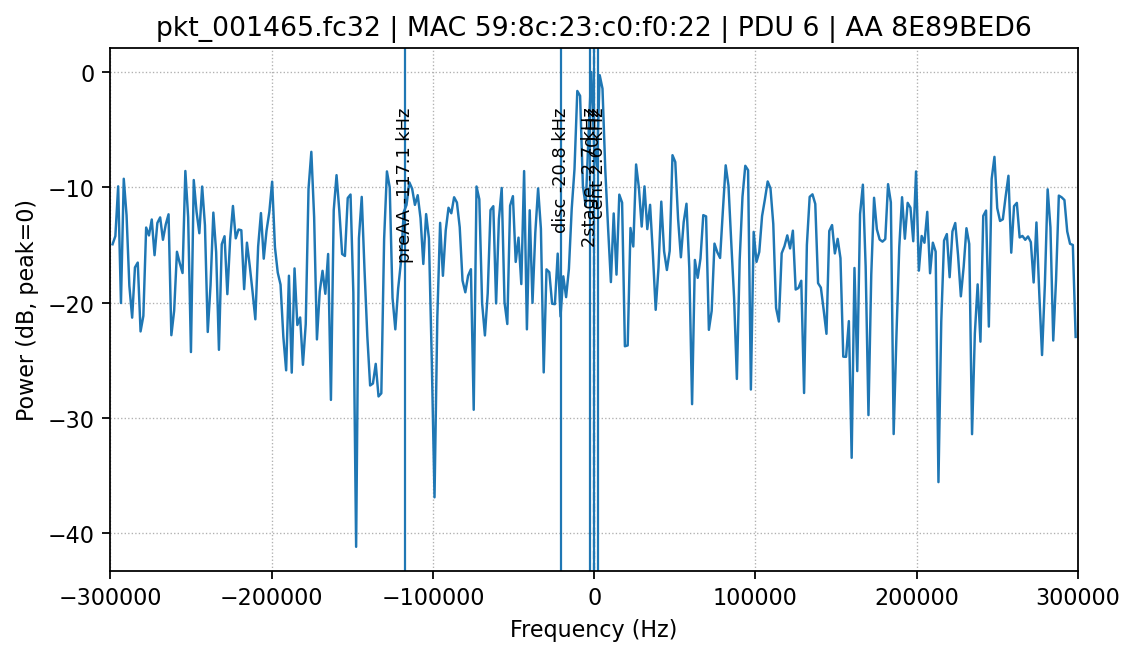 pkt_001465.fc32 | MAC 59:8c:23:c0:f0:22 | PDU 6 | AA 8E89BED6
Power (dB, peak=0)
0
−10
−20
−30
−40
preAA -117.1 kHz
disc -20.8 kHz
−300000
−200000
−100000
0
100000
200000
300000
Frequency (Hz)